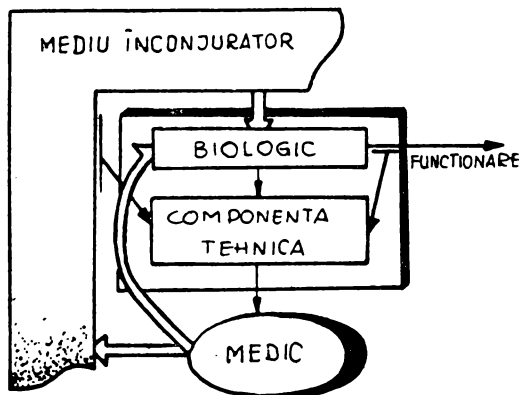 MEDIU ÎNCONJURATOR
BIOLOGIC
FUNCTIONARE
COMPONENTA
TEHNICA
MEDIC